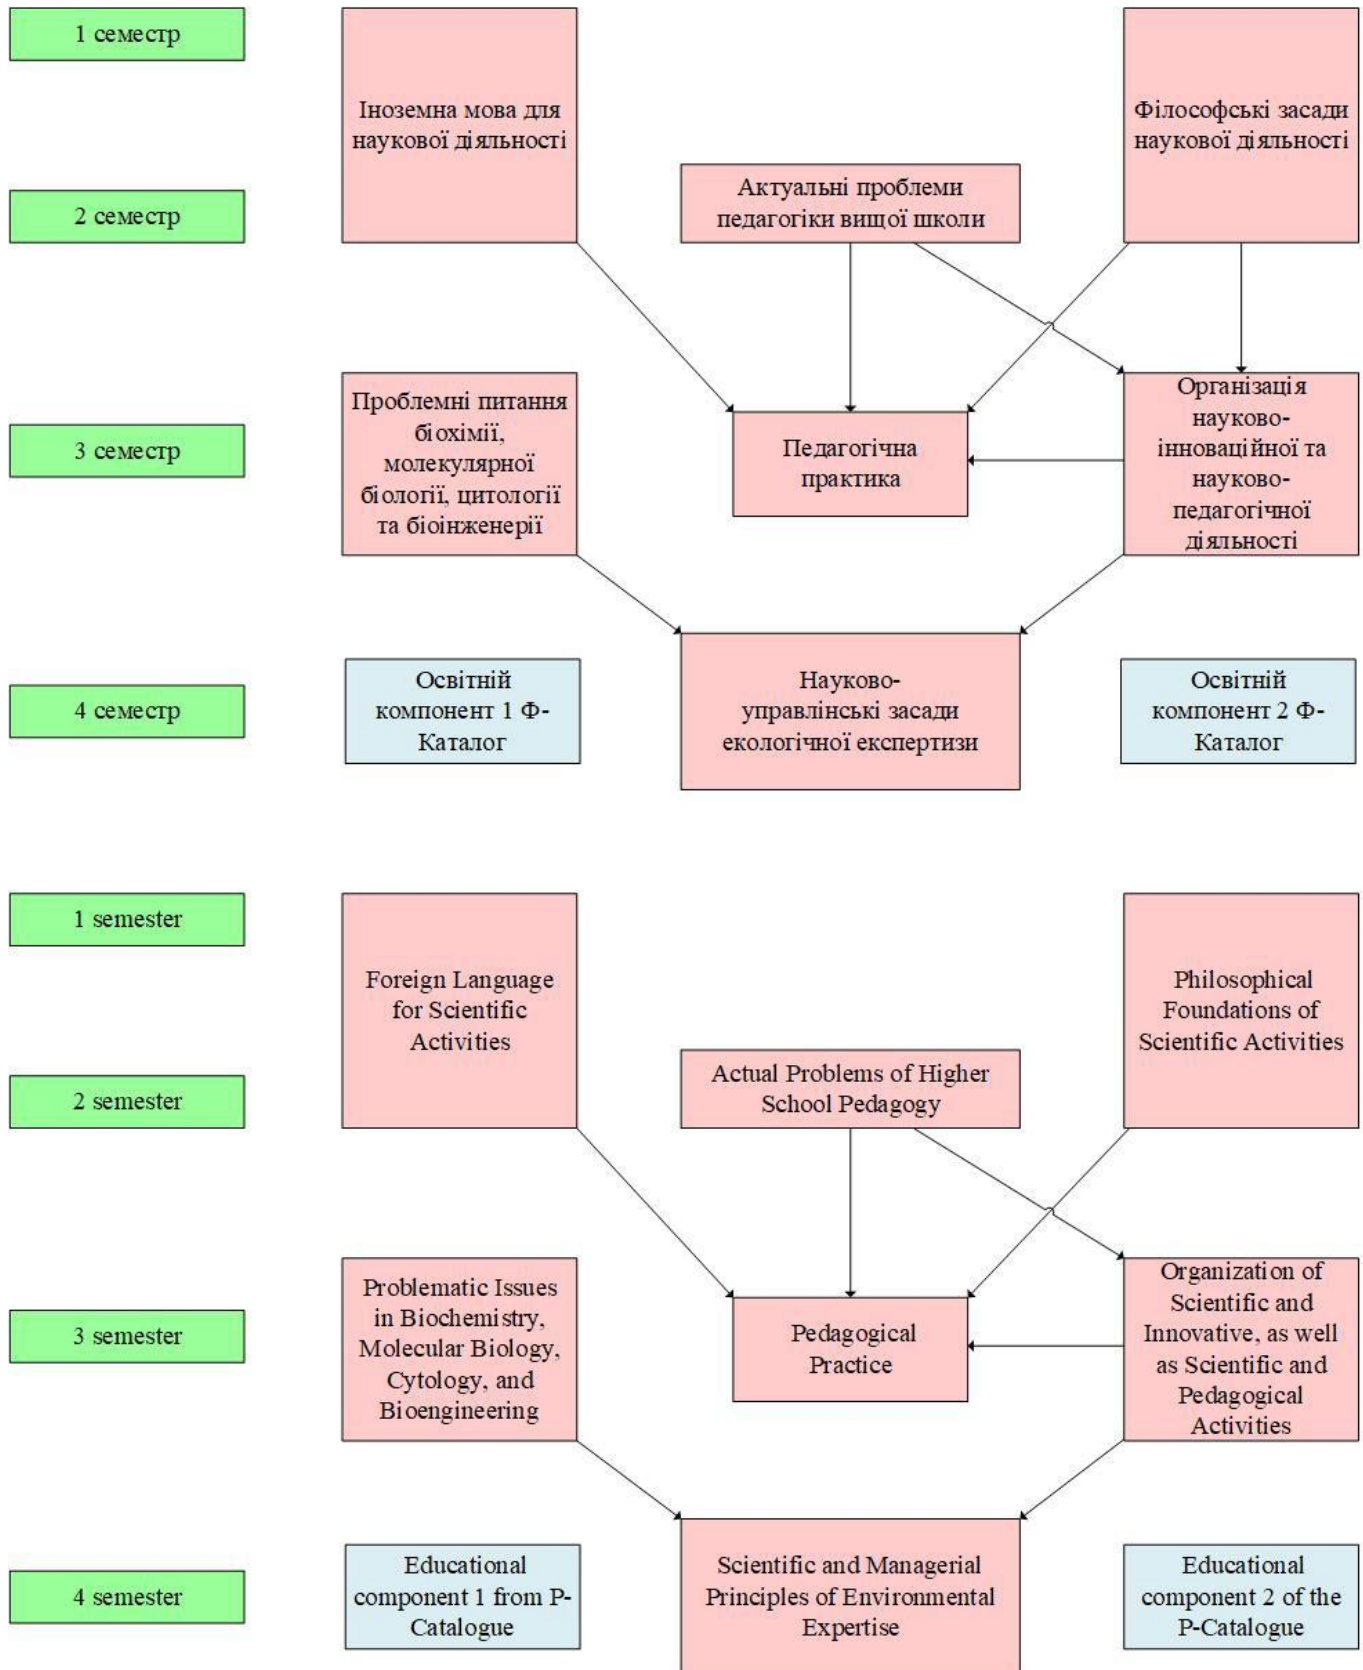 1 семестр
Іноземна мова для
наукової діяльності
Філософські засади
наукової діяльності
2 семестр
Актуальні проблеми
педагогіки вищої школи
3 семестр
Проблемні питання
біохімії,
молекулярної
біології, цитології
та біоінженерії
Педагогічна
практика
Організація
науково-
інноваційної та
науково-
педагогічної
діяльності
4 семестр
Освітній
компонент 1 Ф-
Каталог
Науково-
управлінські засади
екологічної експертизи
Освітній
компонент 2 Ф-
Каталог
1 semester
Foreign Language
for Scientific
Activities
Philosophical
Foundations of
Scientific Activities
2 semester
Actual Problems of Higher
School Pedagogy
3 semester
Problematic Issues
in Biochemistry,
Molecular Biology,
Cytology, and
Bioengineering
Pedagogical
Practice
Organization of
Scientific and
Innovative, as well
as Scientific and
Pedagogical
Activities
4 semester
Educational
component 1 from P-
Catalogue
Scientific and Managerial
Principles of Environmental
Expertise
Educational
component 2 of the
P-Catalogue